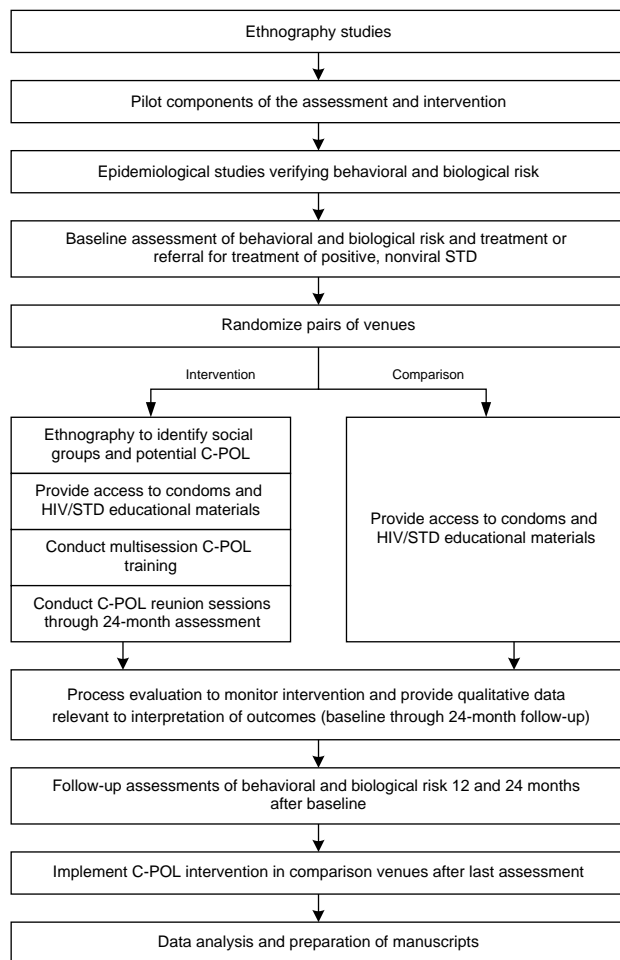 Ethnography studies
Pilot components of the assessment and intervention
Epidemiological studies verifying behavioral and biological risk
Baseline assessment of behavioral and biological risk and treatment or
referral for treatment of positive, nonviral STD
Randomize pairs of venues
Intervention
Comparison
Ethnography to identify social
groups and potential C-POL
Provide access to condoms and
HIV/STD educational materials
Conduct multisession C-POL
training
Conduct C-POL reunion sessions
through 24-month assessment
Provide access to condoms and
HIV/STD educational materials
Process evaluation to monitor intervention and provide qualitative data
relevant to interpretation of outcomes (baseline through 24-month follow-up)
Follow-up assessments of behavioral and biological risk 12 and 24 months
after baseline
Implement C-POL intervention in comparison venues after last assessment
Data analysis and preparation of manuscripts